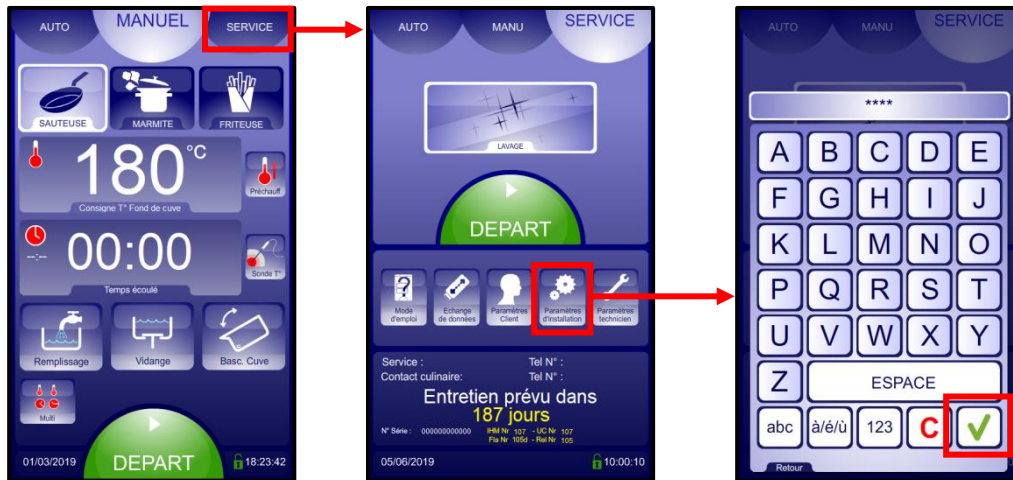 AUTO MANUEL SERVICE
SAUTEUSE MARMITE FRITEUSE
180°C
Préchauff
Consigne T° Fond de cuve
00:00
--:--
Sonde T°
Temps écoulé
Remplissage Vidange Basc. Cuve
Multi
DEPART
01/03/2019 18:23:42
AUTO MANU SERVICE
LAVAGE
DEPART
Mode d'emploi
Echange de données
Paramètres Client
Paramètres d'installation
Paramètres technicien
Service : Tel N° :
Contact culinaire: Tel N° :
Entretien prévu dans
187 jours
N° Série : 000000000000 IHM Nr 107 - UC Nr 107
Fla Nr 105d - Rel Nr 105
05/06/2019 10:00:10
AUTO MANU SERVICE
****
A B C D E
F G H I J
K L M N O
P Q R S T
U V W X Y
Z ESPACE
abc à/é/ù 123 C
Retour